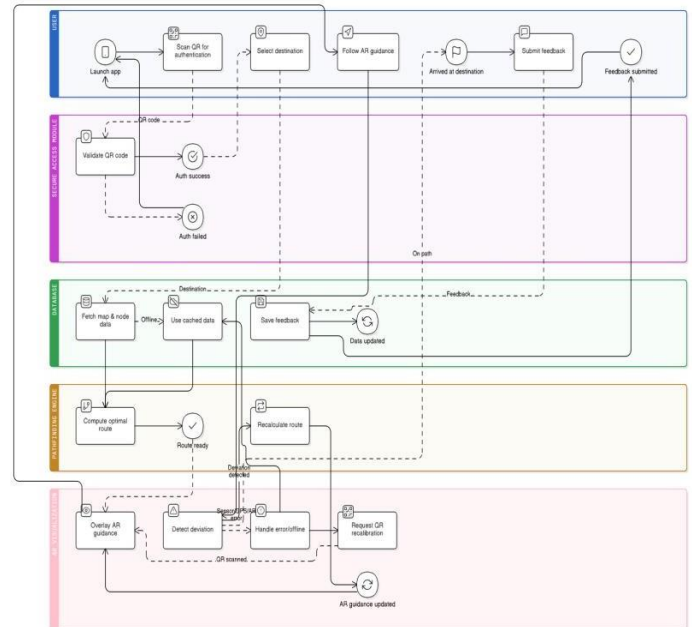 USER
Scan QR for
authentication
Select destination
Follow AR guidance
Submit feedback
Launch app
Arrived at destination
Feedback submitted
SECURE ACCESS MODULE
QR code
Validate QR code
Auth success
Auth failed
On path
DATABASE
Destination
Feedback
Fetch map & node
data
Offline
Use cached data
Save feedback
Data updated
PATHFINDING ENGINE
Compute optimal
route
Route ready
Recalculate route
Deviation
detected
Overlay AR
guidance
Detect deviation
error)
Handle error/offline
Request QR
recalibration
QR scanned
AR guidance updated